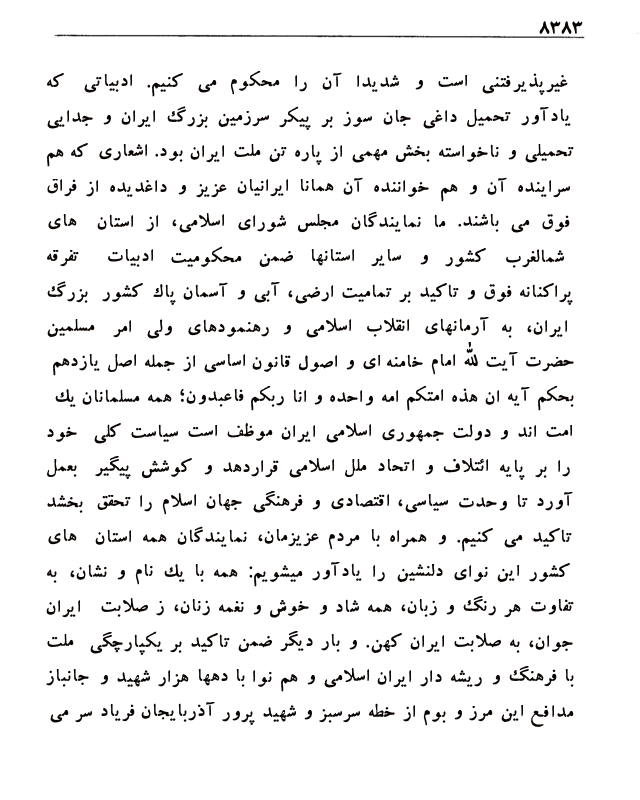 ۸۳۸۳
غیرپذیرفتنی است و شدیدا آن را محکوم می کنیم. ادبیاتی که
یادآور تحمیل داغی جان سوز بر پیکر سرزمین بزرگ ایران و جدایی
تحمیلی و ناخواسته بخش مهمی از پاره تن ملت ایران بود. اشعاری که هم
سراینده آن و هم خواننده آن همانا ایرانیان عزیز و داغدیده از فراق
فوق می باشند. ما نمایندگان مجلس شورای اسلامی، از استان های
شمالغرب کشور و سایر استانها ضمن محکومیت ادبیات تفرقه
پراکنانه فوق و تاکید بر تمامیت ارضی، آبی و آسمان پاك کشور بزرگ
ایران، به آرمانهای انقلاب اسلامی و رهنمودهای ولی امر مسلمین
حضرت آیت الله امام خامنه ای و اصول قانون اساسی از جمله اصل یازدهم
بحکم آیه ان هذه امتکم امه واحده و انا ربکم فاعبدون؛ همه مسلمانان یك
امت اند و دولت جمهوری اسلامی ایران موظف است سیاست کلی خود
را بر پایه ائتلاف و اتحاد ملل اسلامی قراردهد و کوشش پیگیر بعمل
آورد تا وحدت سیاسی، اقتصادی و فرهنگی جهان اسلام را تحقق بخشد
تاکید می کنیم. و همراه با مردم عزیزمان، نمایندگان همه استان های
کشور این نوای دلنشین را یادآور میشویم: همه با یك نام و نشان، به
تفاوت هر رنگ و زبان، همه شاد و خوش و نغمه زنان، ز صلابت ایران
جوان، به صلابت ایران کهن. و بار دیگر ضمن تاکید بر یکپارچگی ملت
با فرهنگ و ریشه دار ایران اسلامی و هم نوا با دهها هزار شهید و جانباز
مدافع این مرز و بوم از خطه سرسبز و شهید پرور آذربایجان فریاد سر می